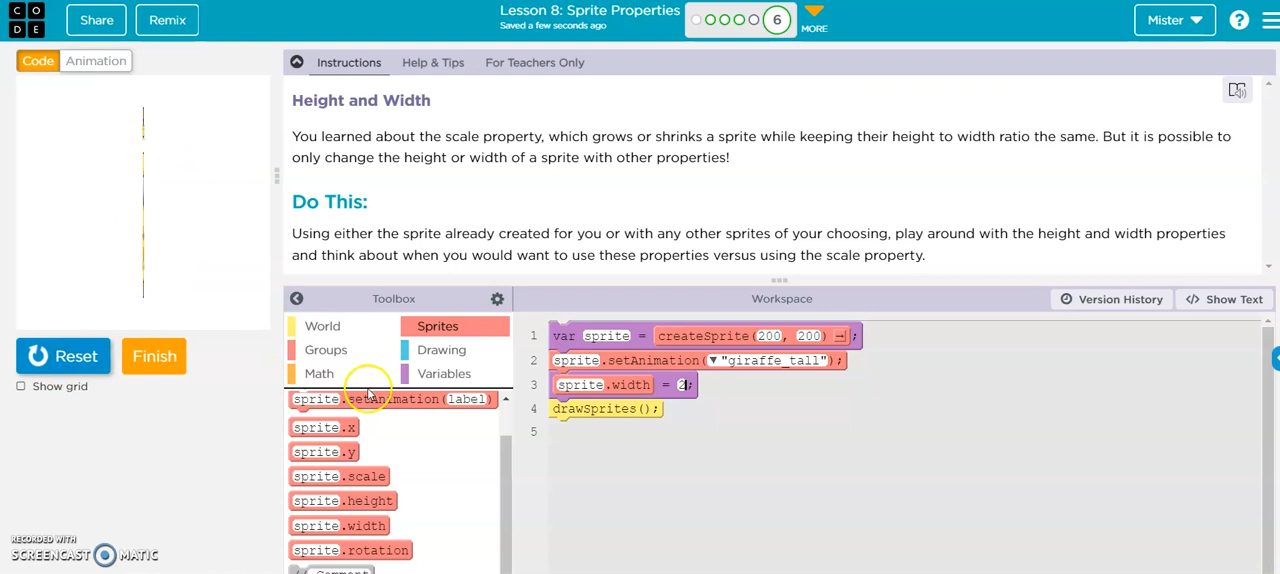 CO
DE
Share
Remix
Lesson 8: Sprite Properties
Saved a few seconds ago
6
MORE
Mister
?
Code
Animation
Instructions
Help & Tips
For Teachers Only
Height and Width
You learned about the scale property, which grows or shrinks a sprite while keeping their height to width ratio the same. But it is possible to
only change the height or width of a sprite with other properties!
Do This:
Using either the sprite already created for you or with any other sprites of your choosing, play around with the height and width properties
and think about when you would want to use these properties versus using the scale property.
Toolbox
Workspace
Version History
</> Show Text
World
Sprites
Groups
Drawing
Math
Variables
sprite.setAnimation(label)
sprite.x
sprite.y
sprite.scale
sprite.height
sprite.width
sprite.rotation
// Comment
1 var sprite = createSprite(200, 200);
2 sprite.setAnimation("giraffe_tall");
3 sprite.width = 2;
4 drawSprites();
5
Reset
Finish
Show grid
RECORDED WITH
SCREENCAST MATIC